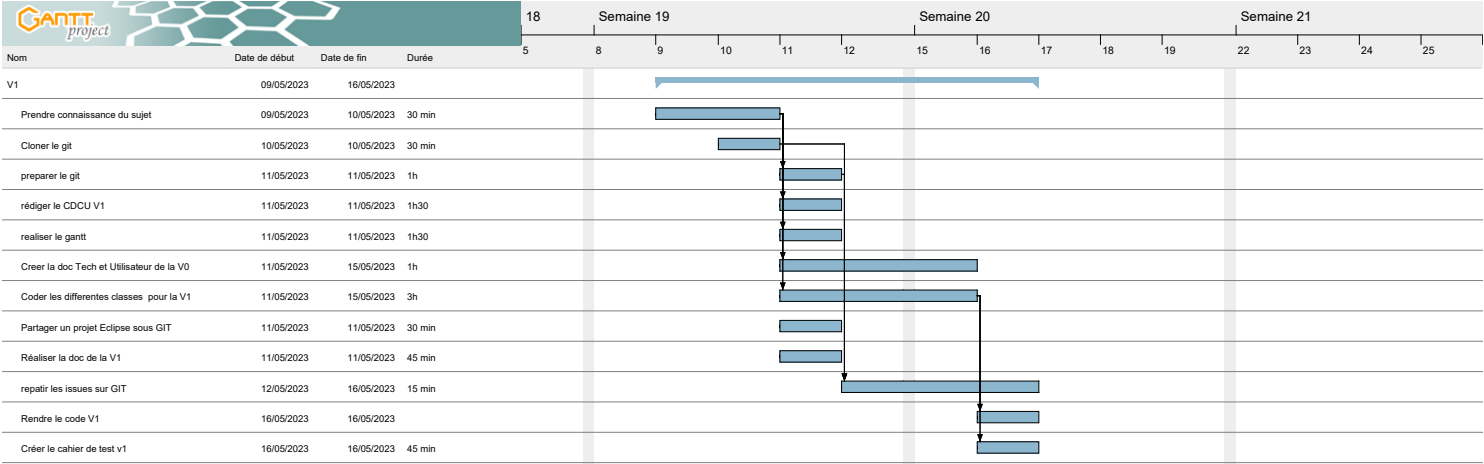 GANTT
project
18 Semaine 19 Semaine 20 Semaine 21
5 8 9 10 11 12 15 16 17 18 19 22 23 24 25
Nom Date de début Date de fin Durée
V1 09/05/2023 16/05/2023
Prendre connaissance du sujet 09/05/2023 10/05/2023 30 min
Cloner le git 10/05/2023 10/05/2023 30 min
preparer le git 11/05/2023 11/05/2023 1h
rédiger le CDCU V1 11/05/2023 11/05/2023 1h30
realiser le gantt 11/05/2023 11/05/2023 1h30
Creer la doc Tech et Utilisateur de la V0 11/05/2023 15/05/2023 1h
Coder les differentes classes pour la V1 11/05/2023 15/05/2023 3h
Partager un projet Eclipse sous GIT 11/05/2023 11/05/2023 30 min
Réaliser la doc de la V1 11/05/2023 11/05/2023 45 min
repatir les issues sur GIT 12/05/2023 16/05/2023 15 min
Rendre le code V1 16/05/2023 16/05/2023
Créer le cahier de test v1 16/05/2023 16/05/2023 45 min